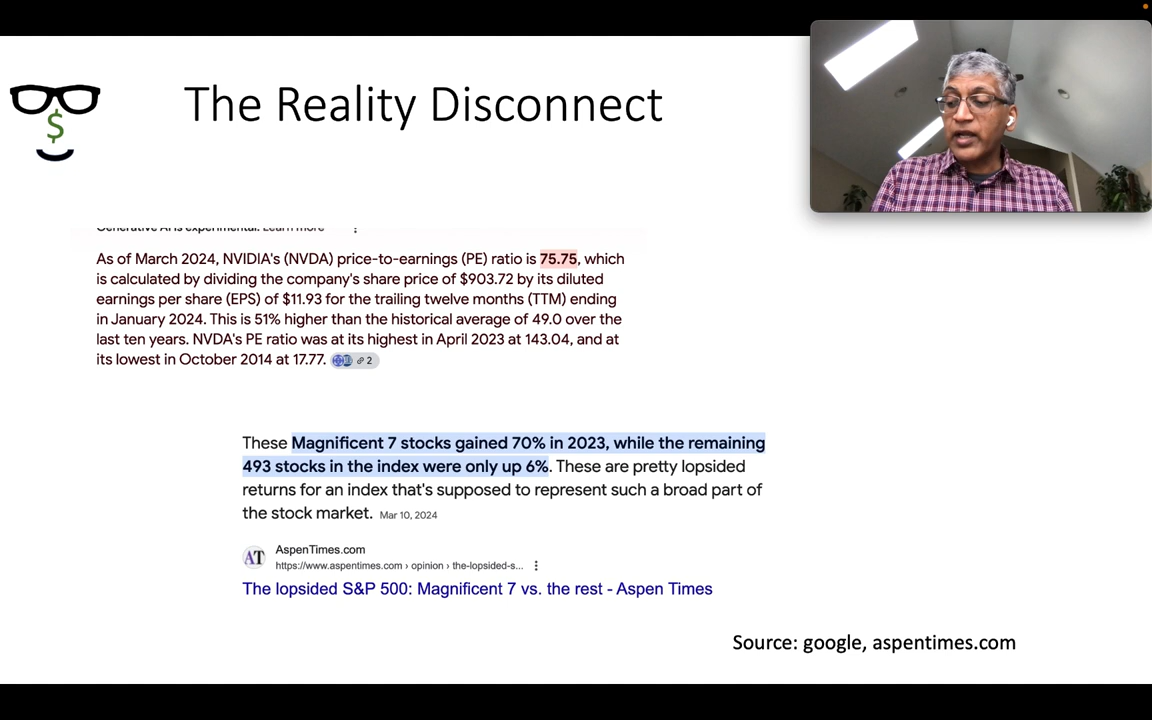 The Reality Disconnect
$
Generative AI is experimental. Learn more
As of March 2024, NVIDIA's (NVDA) price-to-earnings (PE) ratio is 75.75, which
is calculated by dividing the company's share price of $903.72 by its diluted
earnings per share (EPS) of $11.93 for the trailing twelve months (TTM) ending
in January 2024. This is 51% higher than the historical average of 49.0 over the
last ten years. NVDA's PE ratio was at its highest in April 2023 at 143.04, and at
its lowest in October 2014 at 17.77. 2
These Magnificent 7 stocks gained 70% in 2023, while the remaining
493 stocks in the index were only up 6%. These are pretty lopsided
returns for an index that's supposed to represent such a broad part of
the stock market. Mar 10, 2024
AT AspenTimes.com
https://www.aspentimes.com › opinion › the-lopsided-s...
The lopsided S&P 500: Magnificent 7 vs. the rest - Aspen Times
Source: google, aspentimes.com